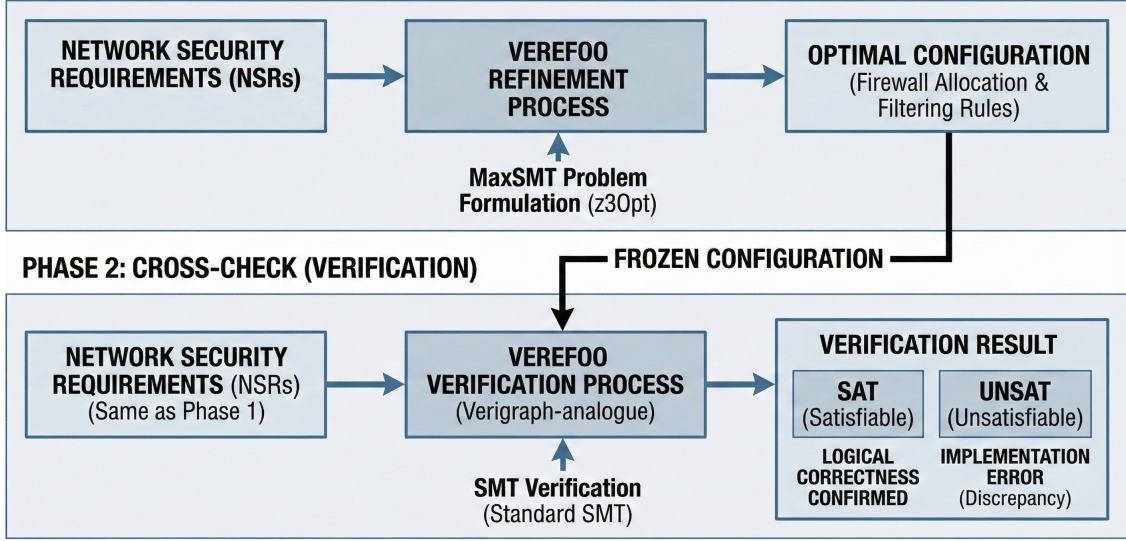 NETWORK SECURITY
REQUIREMENTS (NSRs)
VEREFOO
REFINEMENT
PROCESS
OPTIMAL CONFIGURATION
(Firewall Allocation &
Filtering Rules)
MaxSMT Problem
Formulation (z3Opt)
PHASE 2: CROSS-CHECK (VERIFICATION)
FROZEN CONFIGURATION
NETWORK SECURITY
REQUIREMENTS (NSRs)
(Same as Phase 1)
VEREFOO
VERIFICATION PROCESS
(Verigraph-analogue)
SMT Verification
(Standard SMT)
VERIFICATION RESULT
SAT
(Satisfiable)
LOGICAL
CORRECTNESS
CONFIRMED
UNSAT
(Unsatisfiable)
IMPLEMENTATION
ERROR
(Discrepancy)